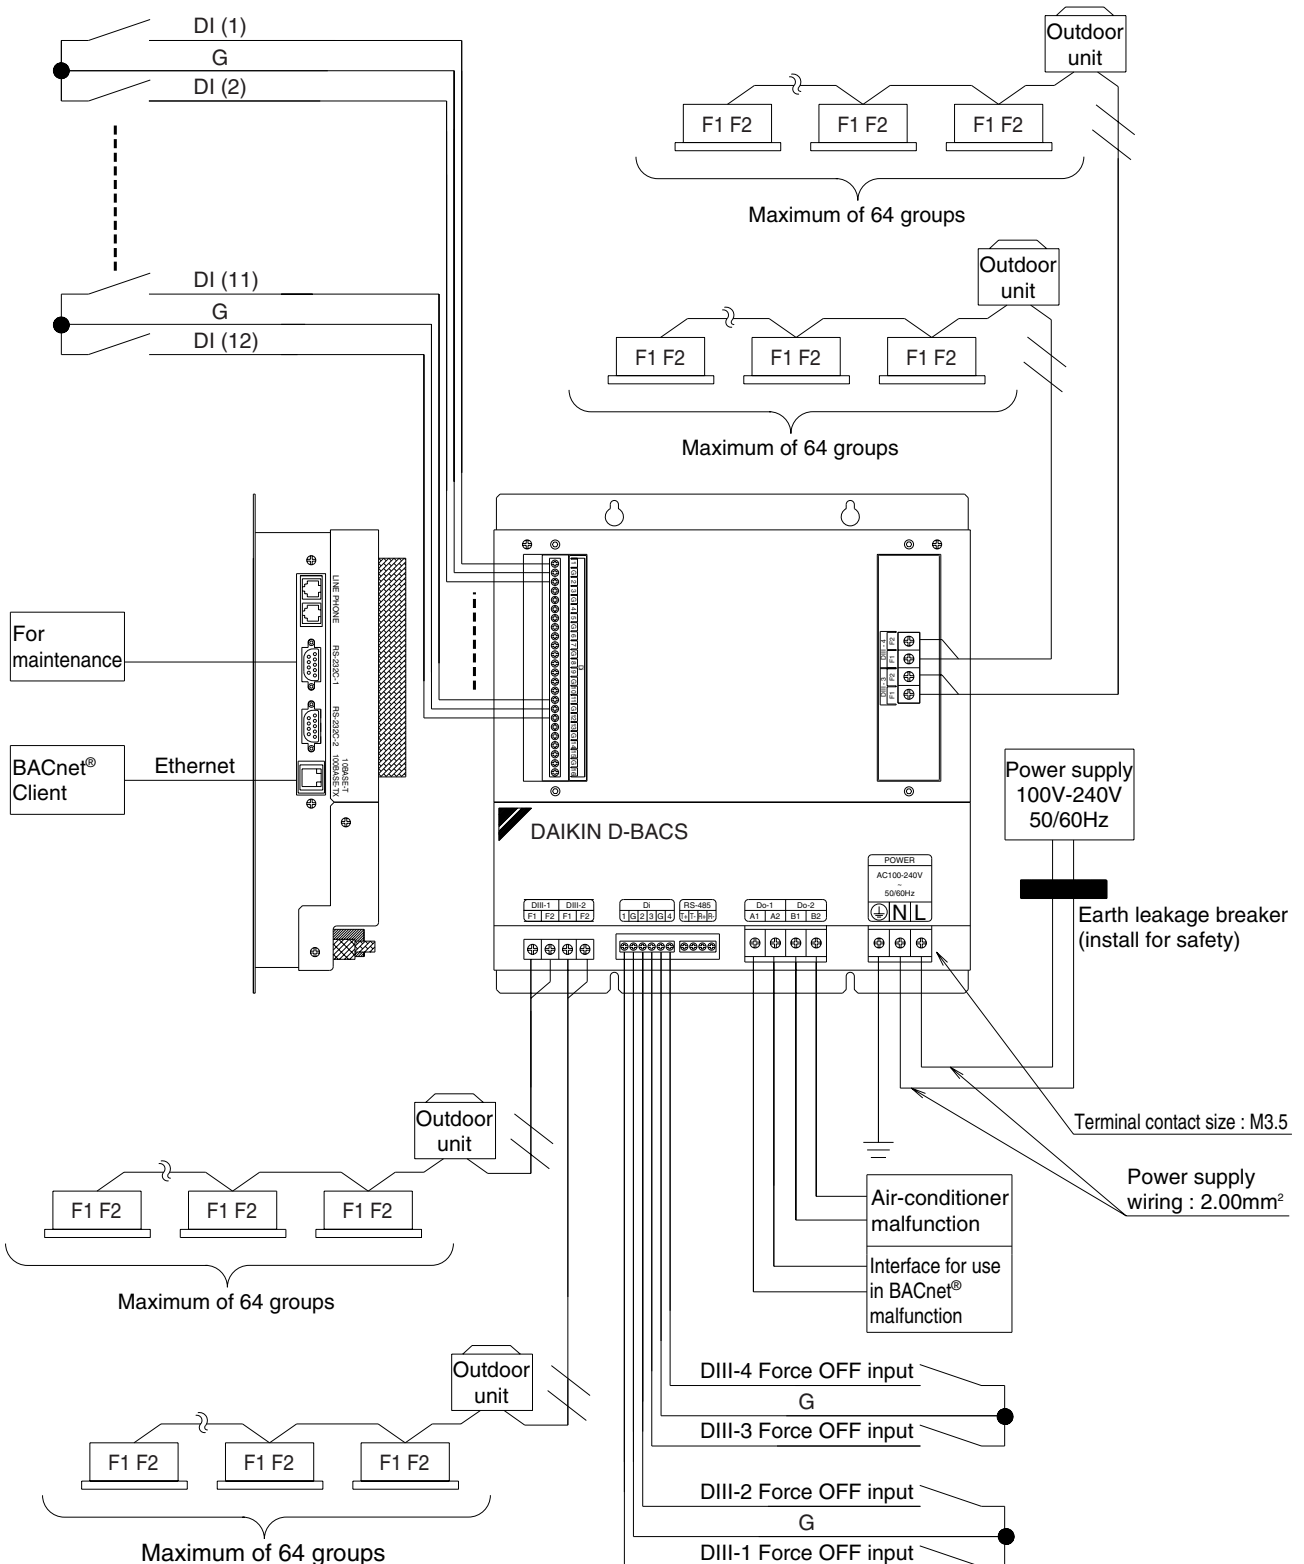 DI (1)
G
DI (2)
DI (11)
G
DI (12)
Outdoor
unit
F1 F2
F1 F2
F1 F2
Maximum of 64 groups
Outdoor
unit
F1 F2
F1 F2
F1 F2
Maximum of 64 groups
For
maintenance
BACnet®
Client
Ethernet
LINE PHONE
RS-232C-1
RS-232C-2
10BASE-T
100BASE-TX
DIII-4
F2
F1
DIII-3
F2
F1
DAIKIN D-BACS
DIII-1 DIII-2
F1 F2 F1 F2
Di
1 G 2 3 G 4
RS-485
T+ T- R+ R-
Do-1 Do-2
A1 A2 B1 B2
POWER
AC100-240V
~
50/60Hz
N L
Power supply
100V-240V
50/60Hz
Earth leakage breaker
(install for safety)
Terminal contact size : M3.5
Power supply
wiring : 2.00mm²
Outdoor
unit
F1 F2
F1 F2
F1 F2
Maximum of 64 groups
Outdoor
unit
F1 F2
F1 F2
F1 F2
Maximum of 64 groups
Air-conditioner
malfunction
Interface for use
in BACnet®
malfunction
DIII-4 Force OFF input
G
DIII-3 Force OFF input
DIII-2 Force OFF input
G
DIII-1 Force OFF input